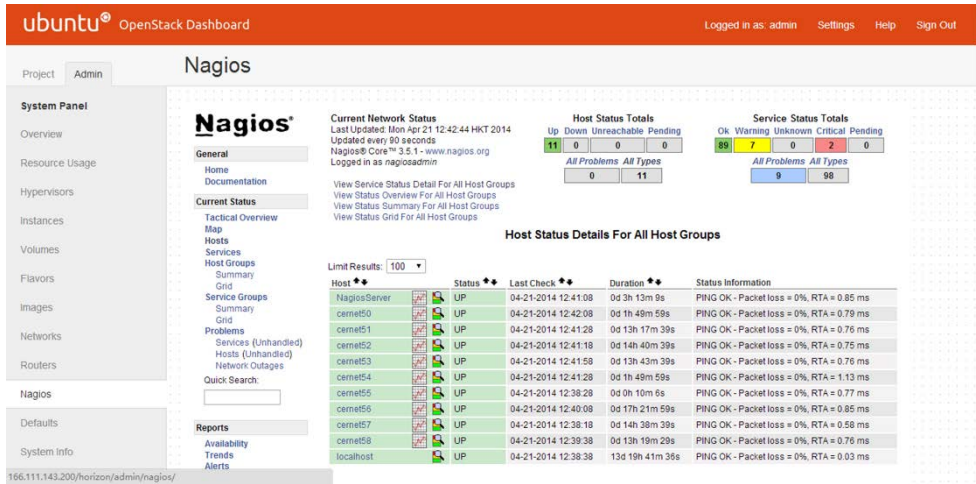 ubuntu® OpenStack Dashboard
Logged in as: admin Settings Help Sign Out
Project Admin
System Panel
Overview
Resource Usage
Hypervisors
Instances
Volumes
Flavors
Images
Networks
Routers
Nagios
Defaults
System Info
166.111.143.200/horizon/admin/nagios/
Nagios
Nagios®
General
Home
Documentation
Current Status
Tactical Overview
Map
Hosts
Services
Host Groups
Summary
Grid
Service Groups
Summary
Grid
Problems
Services (Unhandled)
Hosts (Unhandled)
Network Outages
Quick Search:
Reports
Availability
Trends
Alerts
Current Network Status
Last Updated: Mon Apr 21 12:42:44 HKT 2014
Updated every 90 seconds
Nagios® Core™ 3.5.1 - www.nagios.org
Logged in as nagiosadmin
View Service Status Detail For All Host Groups
View Status Overview For All Host Groups
View Status Summary For All Host Groups
View Status Grid For All Host Groups
Host Status Totals
Up Down Unreachable Pending
11 0 0 0
All Problems All Types
0 11
Service Status Totals
Ok Warning Unknown Critical Pending
89 7 0 2 0
All Problems All Types
9 98
Host Status Details For All Host Groups
Limit Results: 100
Host Status Last Check Duration Status Information
NagiosServer UP 04-21-2014 12:41:08 0d 3h 13m 9s PING OK - Packet loss = 0%, RTA = 0.85 ms
cernet50 UP 04-21-2014 12:42:08 0d 1h 49m 59s PING OK - Packet loss = 0%, RTA = 0.79 ms
cernet51 UP 04-21-2014 12:41:28 0d 13h 17m 39s PING OK - Packet loss = 0%, RTA = 0.76 ms
cernet52 UP 04-21-2014 12:41:18 0d 14h 40m 39s PING OK - Packet loss = 0%, RTA = 0.75 ms
cernet53 UP 04-21-2014 12:41:58 0d 13h 43m 39s PING OK - Packet loss = 0%, RTA = 0.76 ms
cernet54 UP 04-21-2014 12:41:28 0d 1h 49m 59s PING OK - Packet loss = 0%, RTA = 1.13 ms
cernet55 UP 04-21-2014 12:38:28 0d 0h 10m 6s PING OK - Packet loss = 0%, RTA = 0.77 ms
cernet56 UP 04-21-2014 12:40:08 0d 17h 21m 59s PING OK - Packet loss = 0%, RTA = 0.85 ms
cernet57 UP 04-21-2014 12:38:18 0d 14h 38m 39s PING OK - Packet loss = 0%, RTA = 0.58 ms
cernet58 UP 04-21-2014 12:39:38 0d 13h 19m 29s PING OK - Packet loss = 0%, RTA = 0.76 ms
localhost UP 04-21-2014 12:38:38 13d 19h 41m 36s PING OK - Packet loss = 0%, RTA = 0.03 ms